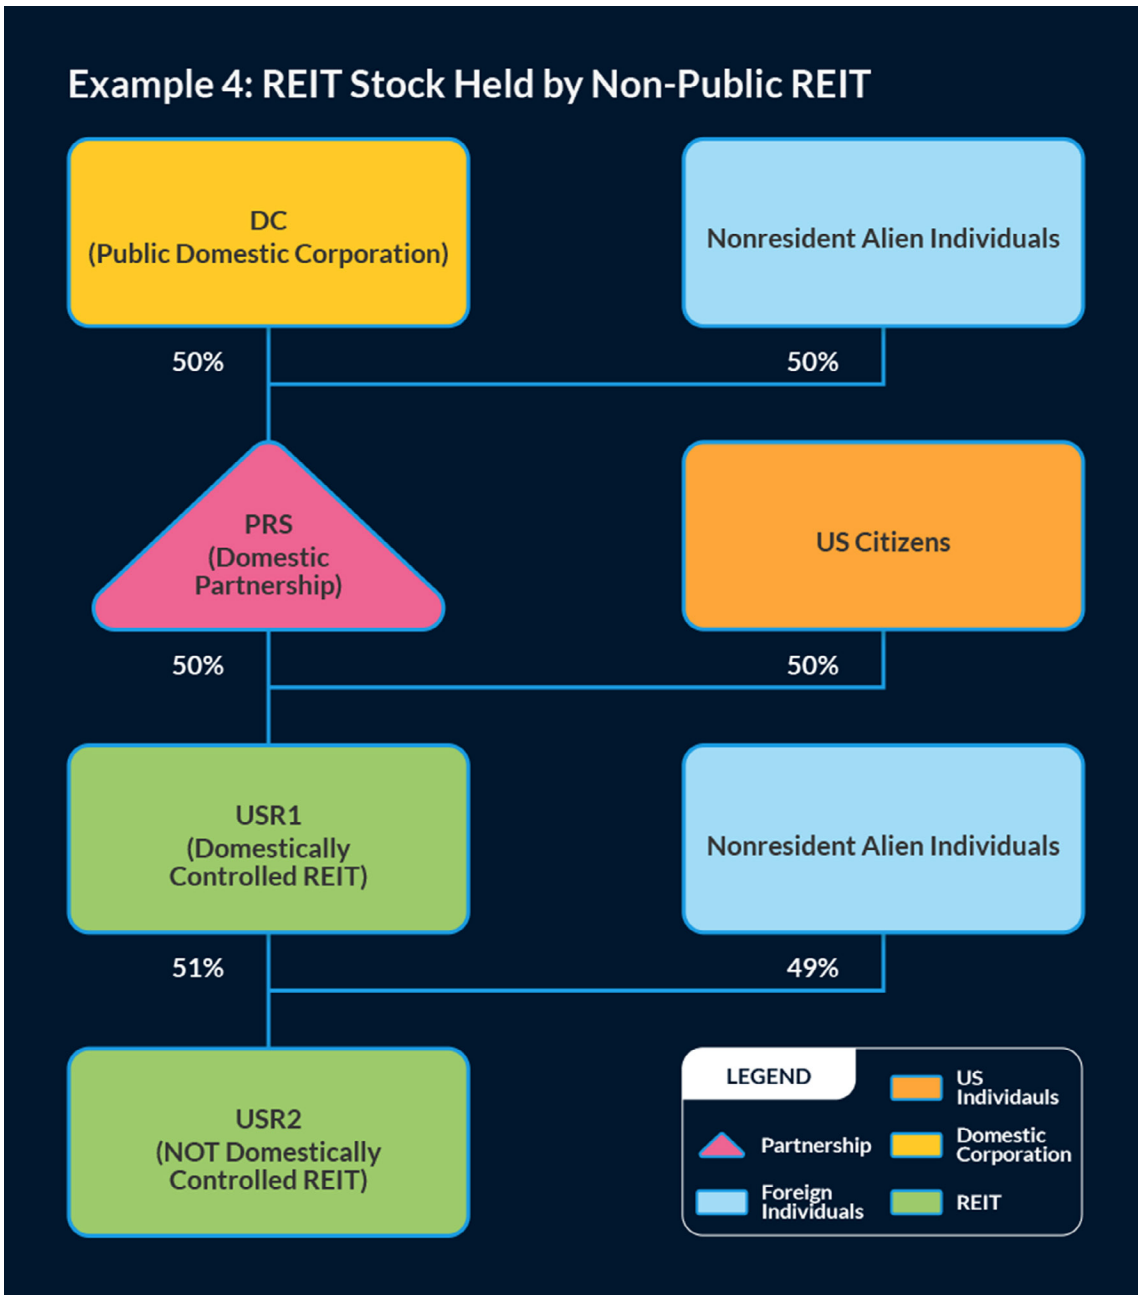 Example 4: REIT Stock Held by Non-Public REIT
DC
(Public Domestic Corporation)
Nonresident Alien Individuals
50%
50%
PRS
(Domestic
Partnership)
US Citizens
50%
50%
USR1
(Domestically
Controlled REIT)
Nonresident Alien Individuals
51%
49%
USR2
(NOT Domestically
Controlled REIT)
LEGEND
Partnership
Foreign
Individuals
US
Individauls
Domestic
Corporation
REIT